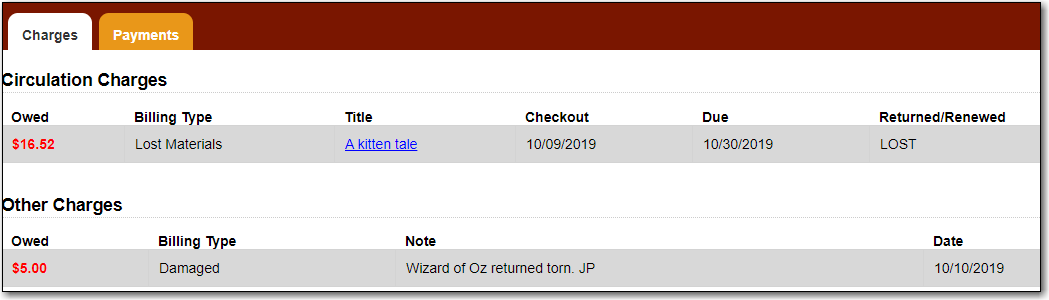 Charges Payments
Circulation Charges
Owed Billing Type Title Checkout Due Returned/Renewed
$16.52 Lost Materials A kitten tale 10/09/2019 10/30/2019 LOST
Other Charges
Owed Billing Type Note Date
$5.00 Damaged Wizard of Oz returned torn. JP 10/10/2019